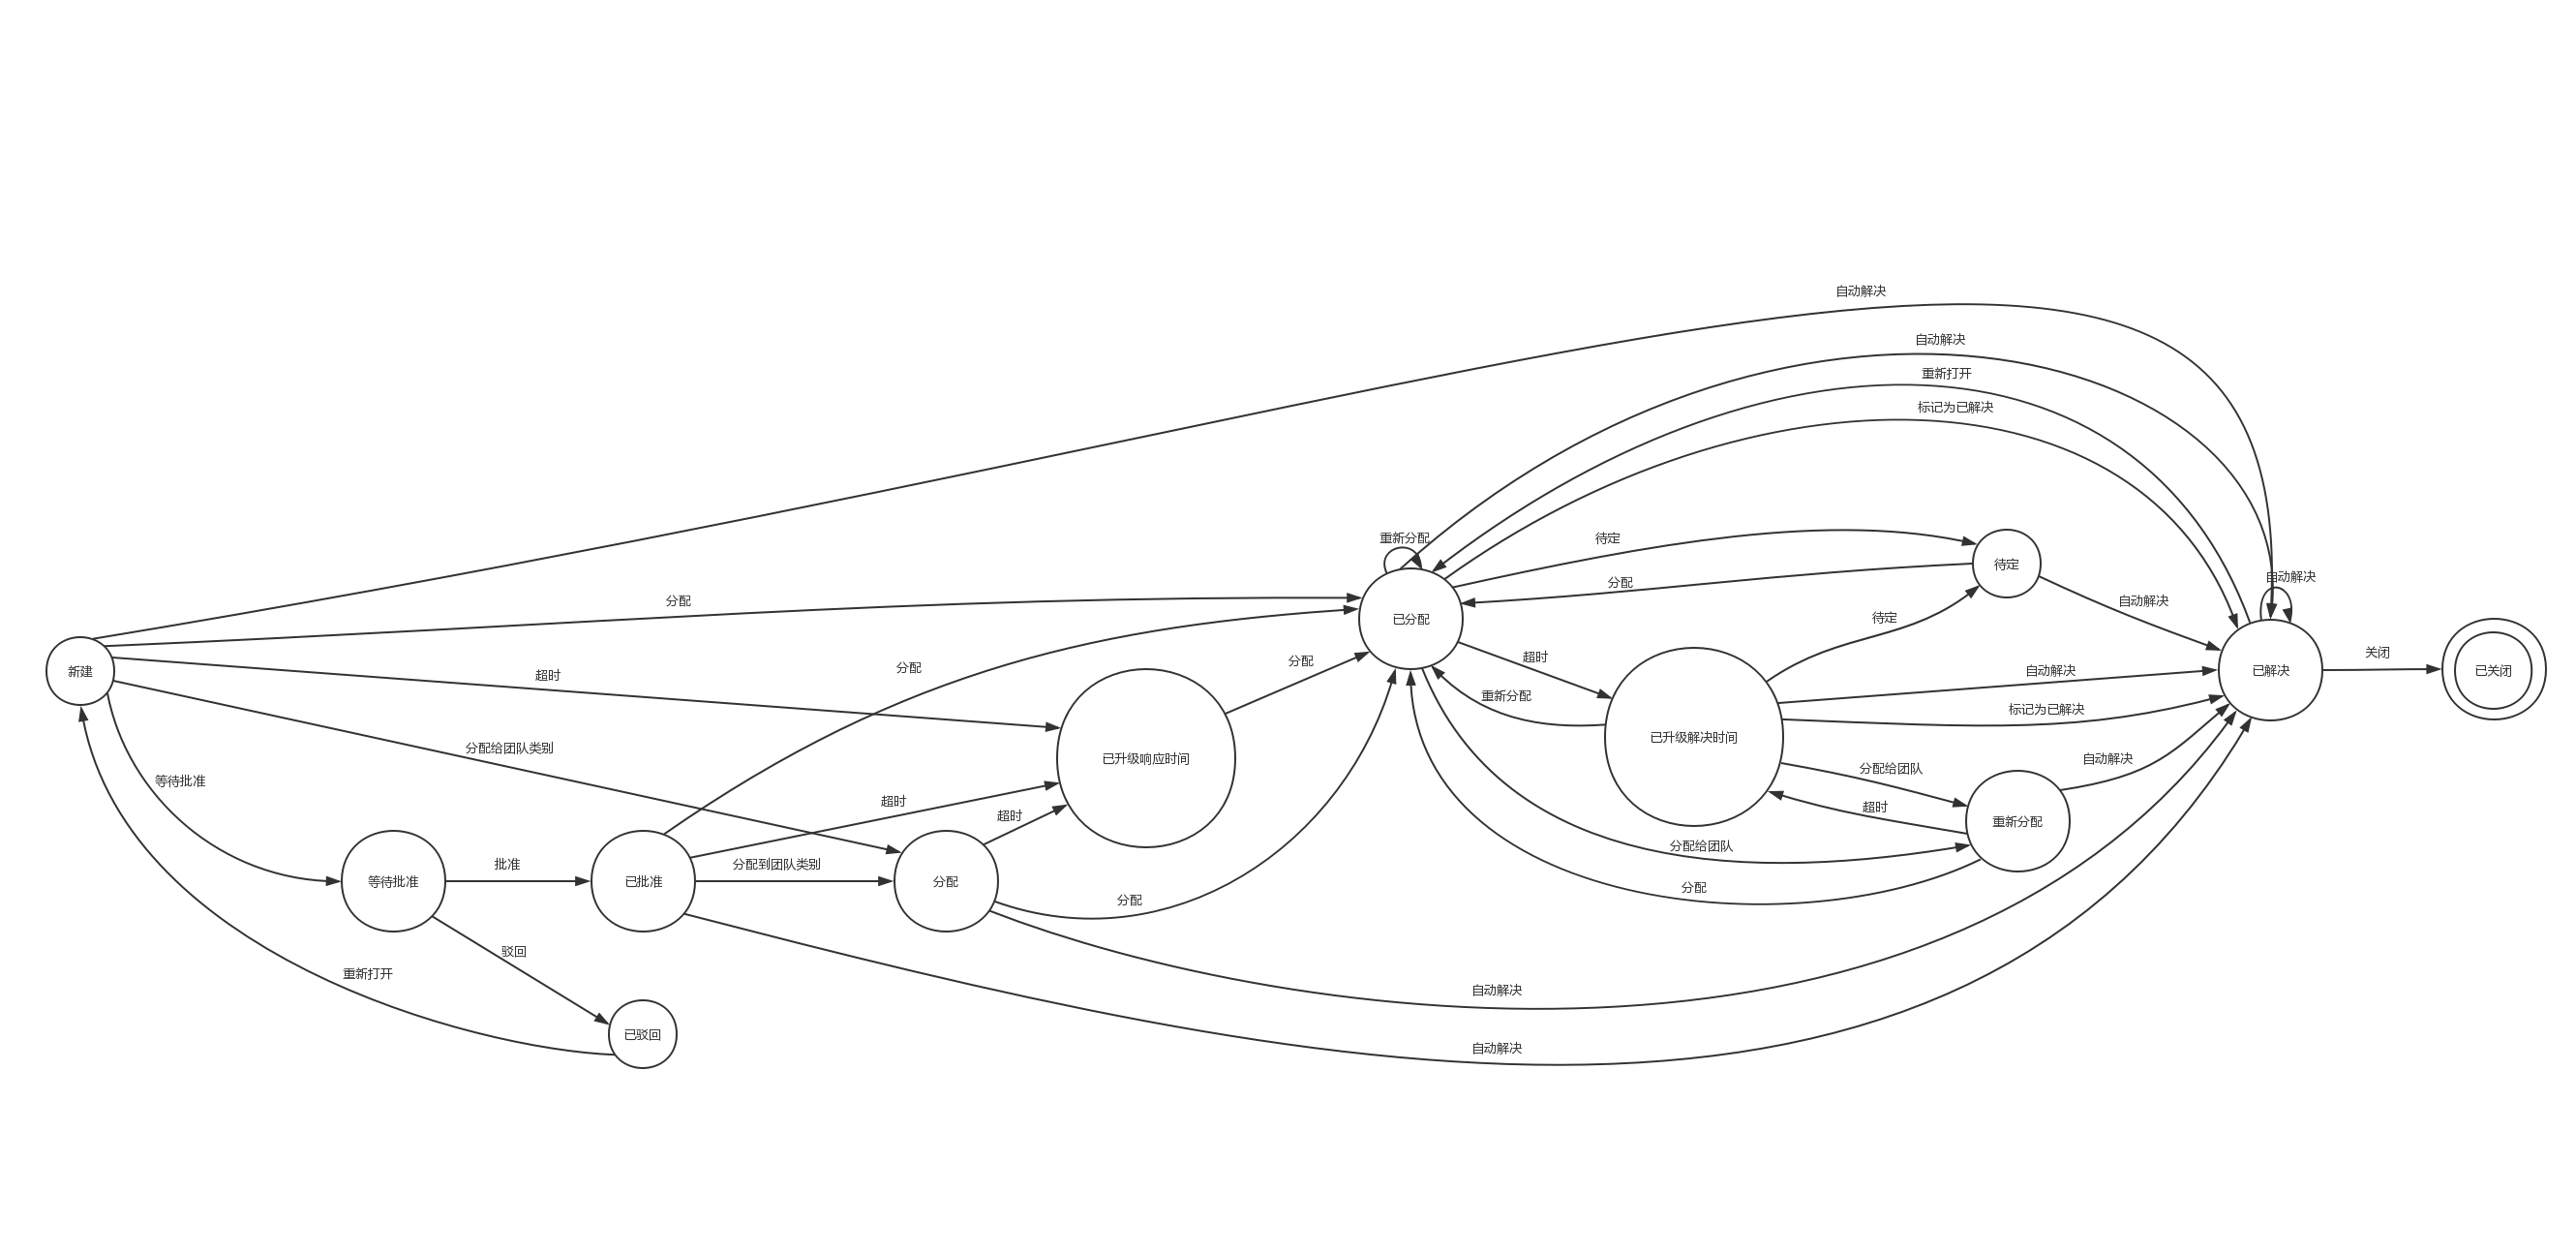 自动解决
自动解决
重新打开
标记为已解决
重新分配
待定
待定
自动解决
分配
分配
自动解决
已分配
待定
分配
超时
分配
自动解决
关闭
新建
超时
分配
重新分配
已升级解决时间
标记为已解决
已解决
已关闭
分配给团队类别
已升级响应时间
自动解决
等待批准
分配给团队
超时
超时
超时
重新分配
分配给团队
批准
分配到团队类别
等待批准
已批准
分配
分配
分配
驳回
重新打开
自动解决
已驳回
自动解决